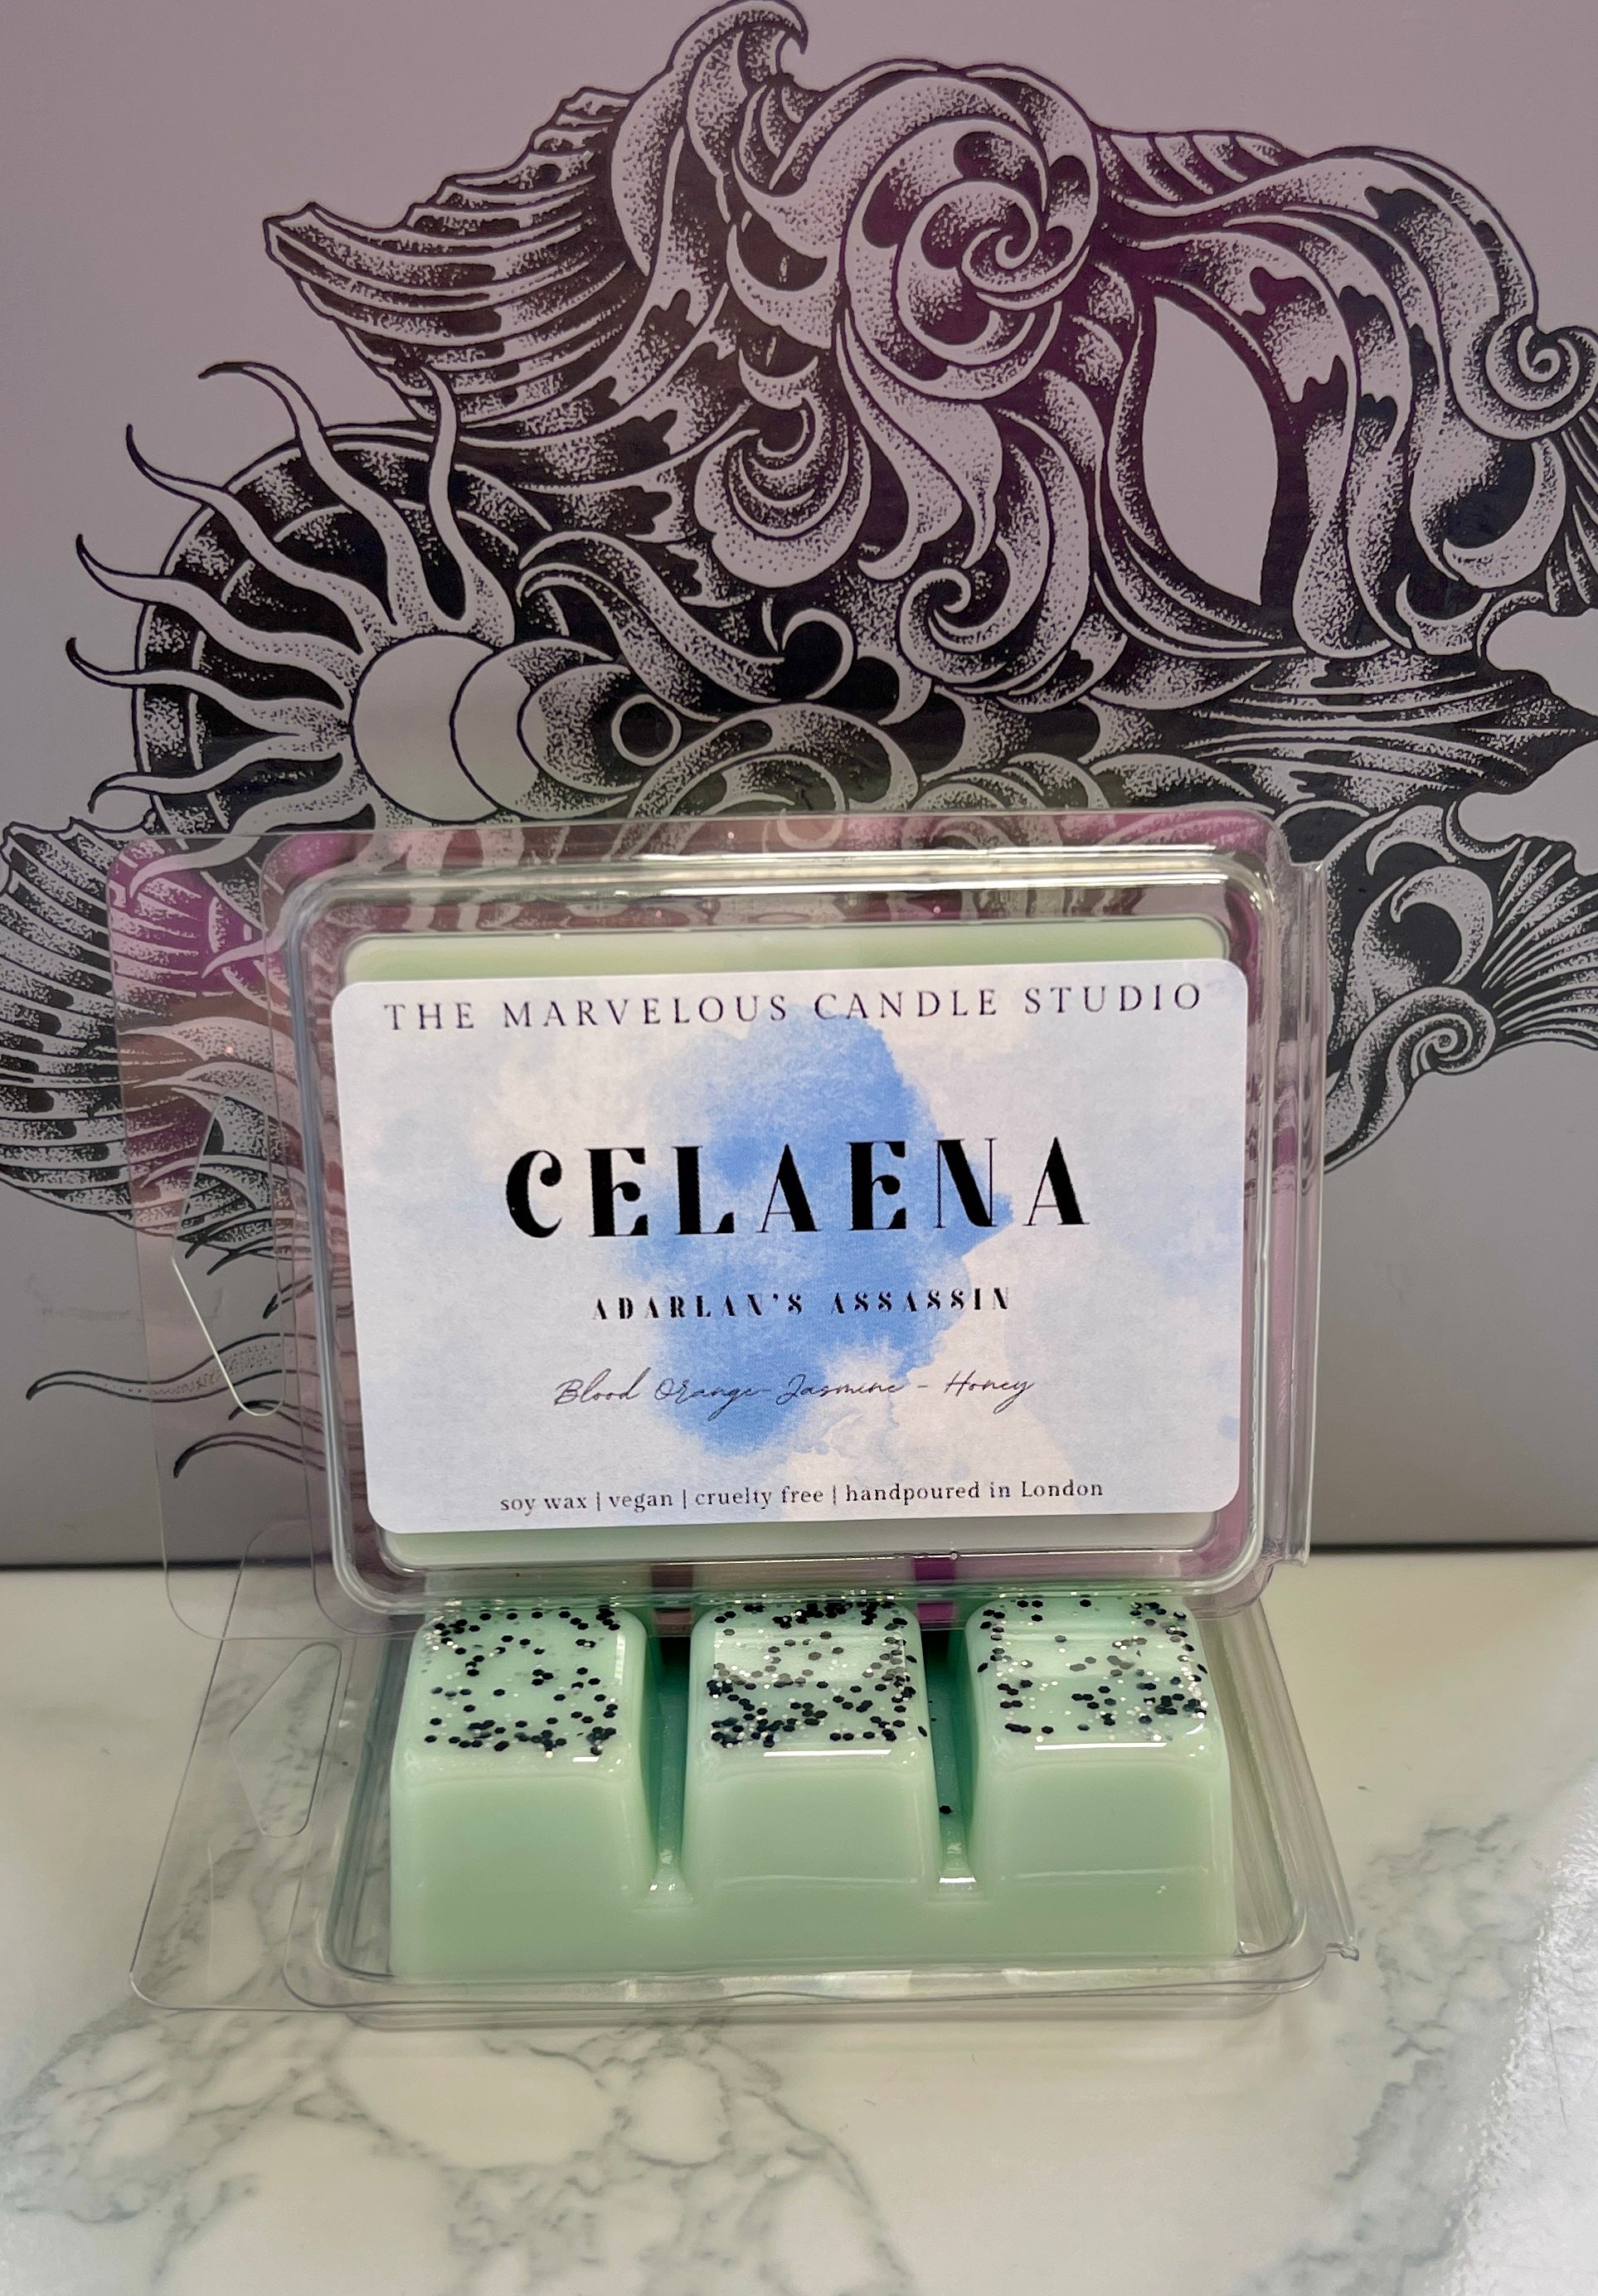 THE MARVELOUS CANDLE STUDIO
CELAENA
ADARLAN'S ASSASSIN
Blood Orange - Jasmine - Honey
soy wax | vegan | cruelty free | handpoured in London